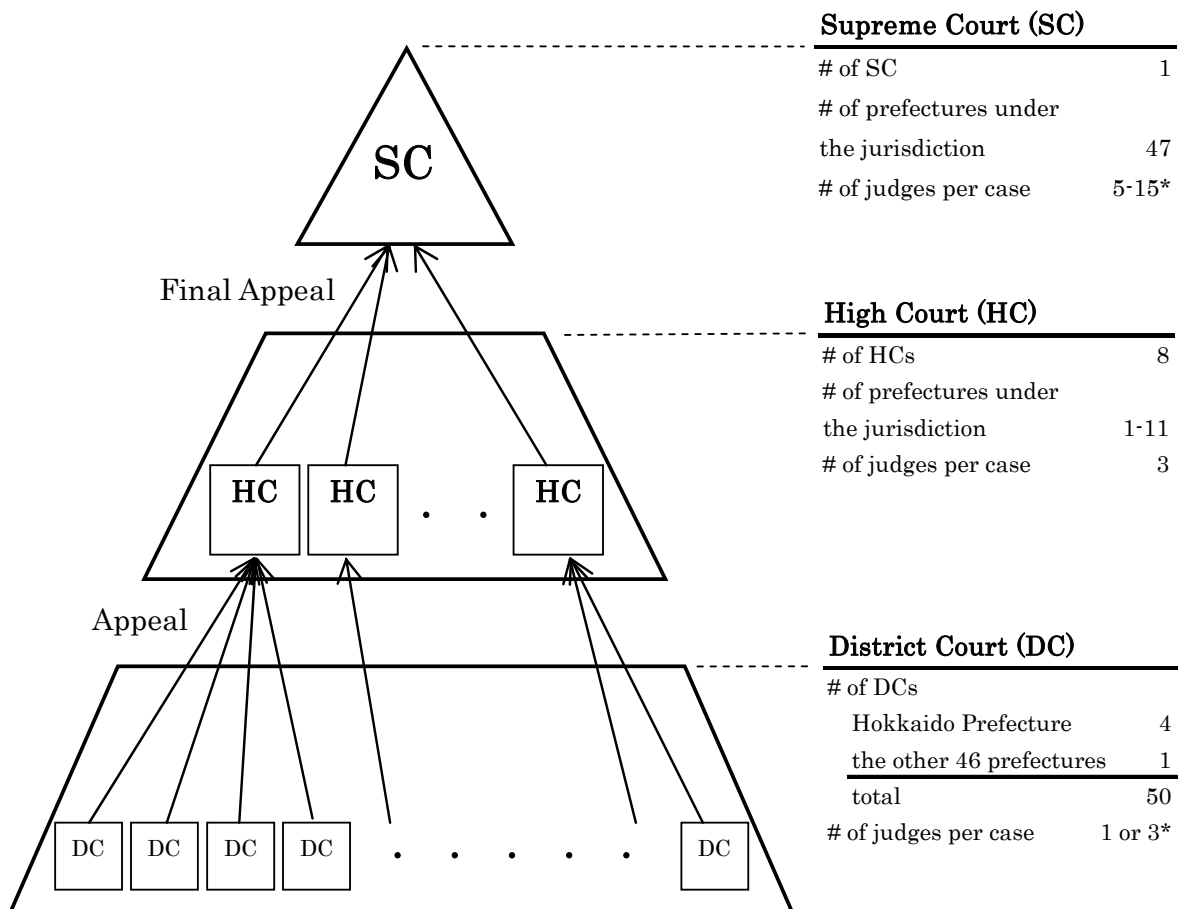 Supreme Court (SC)
# of SC 1
# of prefectures under
the jurisdiction 47
# of judges per case 5-15*
SC
Final Appeal
High Court (HC)
# of HCs 8
# of prefectures under
the jurisdiction 1-11
# of judges per case 3
HC HC . . HC
Appeal
District Court (DC)
# of DCs
Hokkaido Prefecture 4
the other 46 prefectures 1
total 50
# of judges per case 1 or 3*
DC DC DC DC . . . . . DC